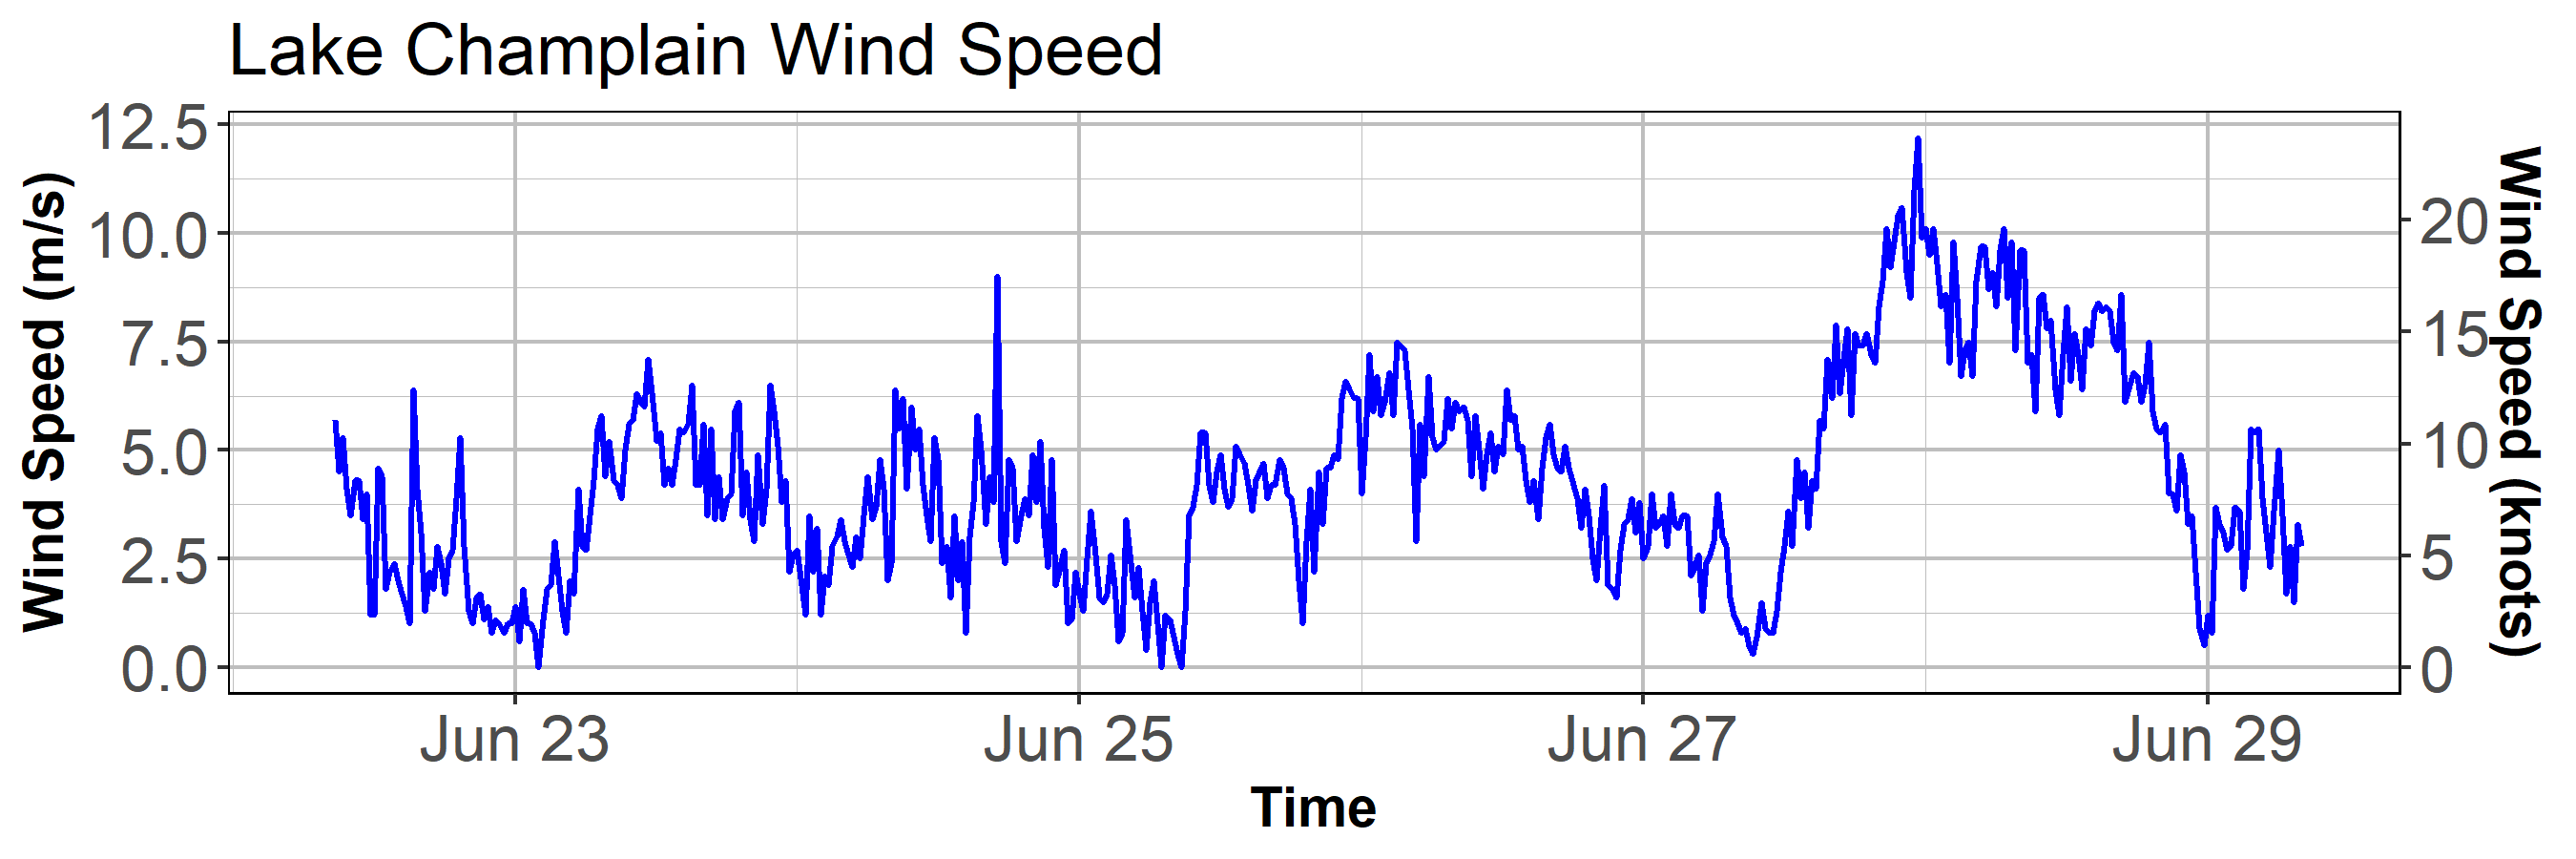 Lake Champlain Wind Speed
Wind Speed (m/s)
12.5
10.0
7.5
5.0
2.5
0.0
20
15
10
5
0
Wind Speed (knots)
Jun 23
Jun 25
Jun 27
Jun 29
Time